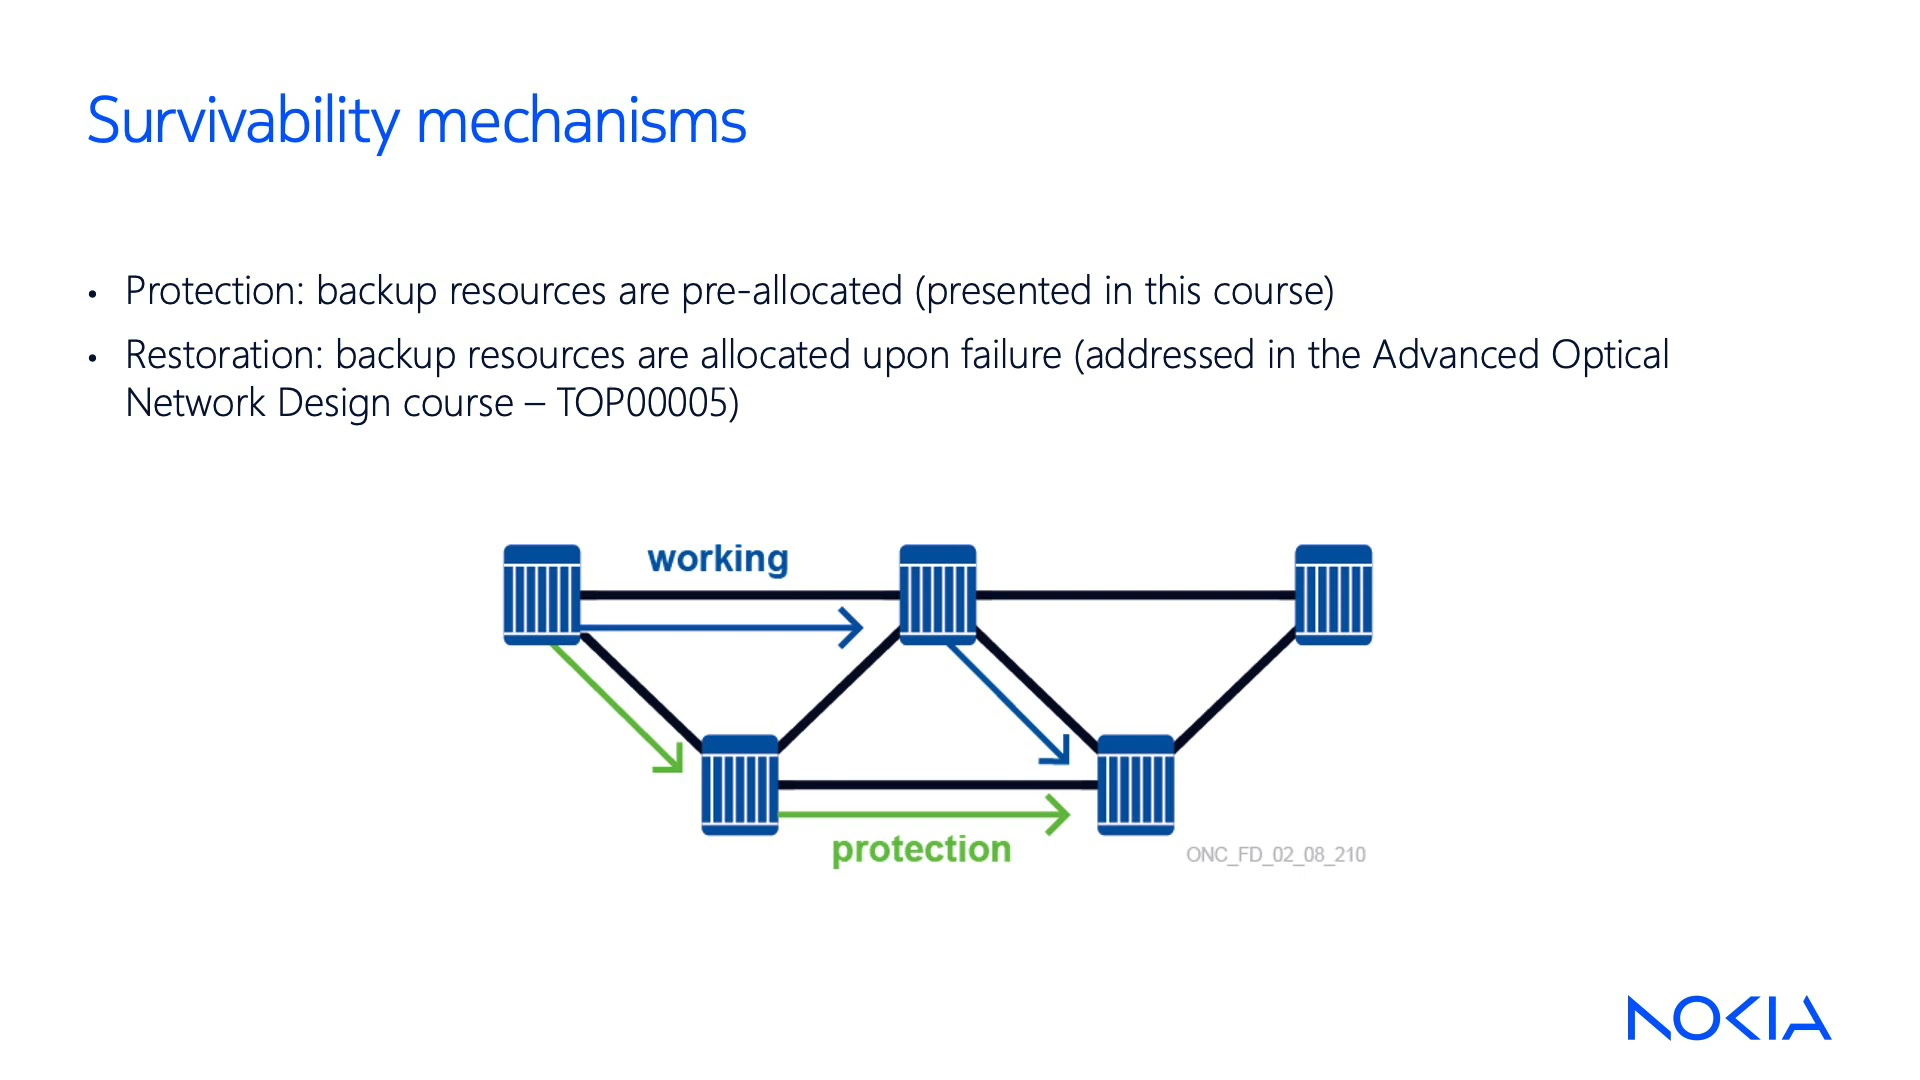 Survivability mechanisms
• Protection: backup resources are pre-allocated (presented in this course)
• Restoration: backup resources are allocated upon failure (addressed in the Advanced Optical
Network Design course – TOP00005)
working
protection
ONC_FD_02_08_210
NOKIA